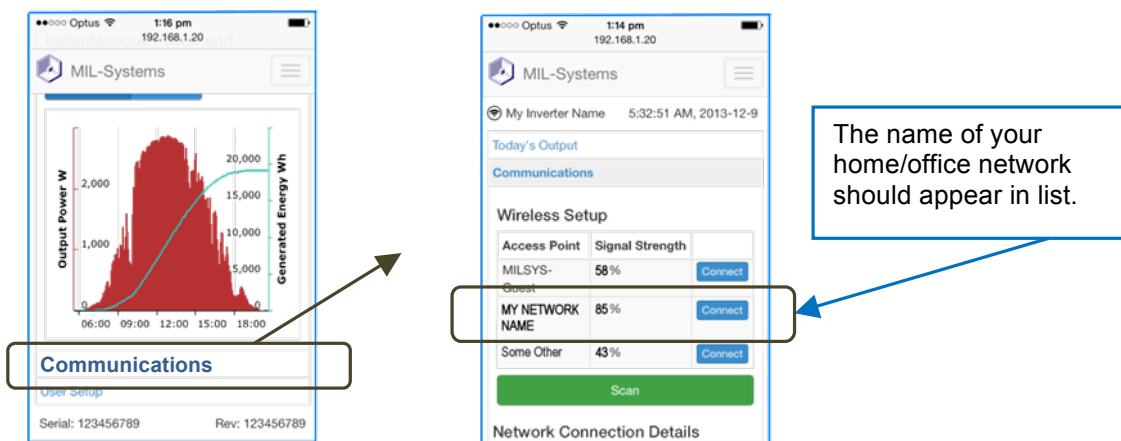 Optus 1:16 pm
192.168.1.20
Instantaneous Power and
MIL-Systems
Output Power W
2,000
1,000
0
Generated Energy Wh
20,000
15,000
10,000
5,000
0
06:00 09:00 12:00 15:00 18:00
Communications
User Setup
Serial: 123456789 Rev: 123456789
Optus 1:14 pm
192.168.1.20
MIL-Systems
My Inverter Name 5:32:51 AM, 2013-12-9
Today's Output
Communications
Wireless Setup
Access Point Signal Strength
MILSYS- 58% Connect
Guest
MY NETWORK 85% Connect
NAME
Some Other 43% Connect
Scan
Network Connection Details
The name of your
home/office network
should appear in list.